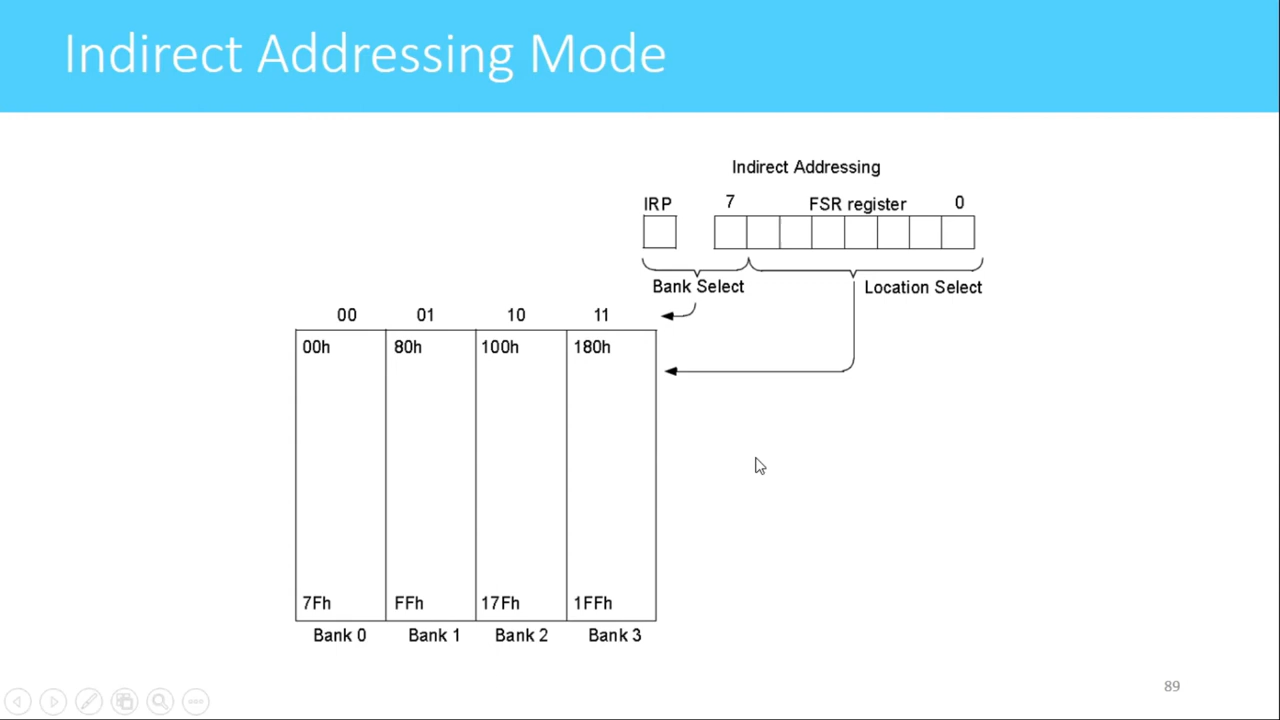 Indirect Addressing Mode
Indirect Addressing
IRP 7 FSR register 0
Bank Select Location Select
00 01 10 11
00h 80h 100h 180h
7Fh FFh 17Fh 1FFh
Bank 0 Bank 1 Bank 2 Bank 3
89